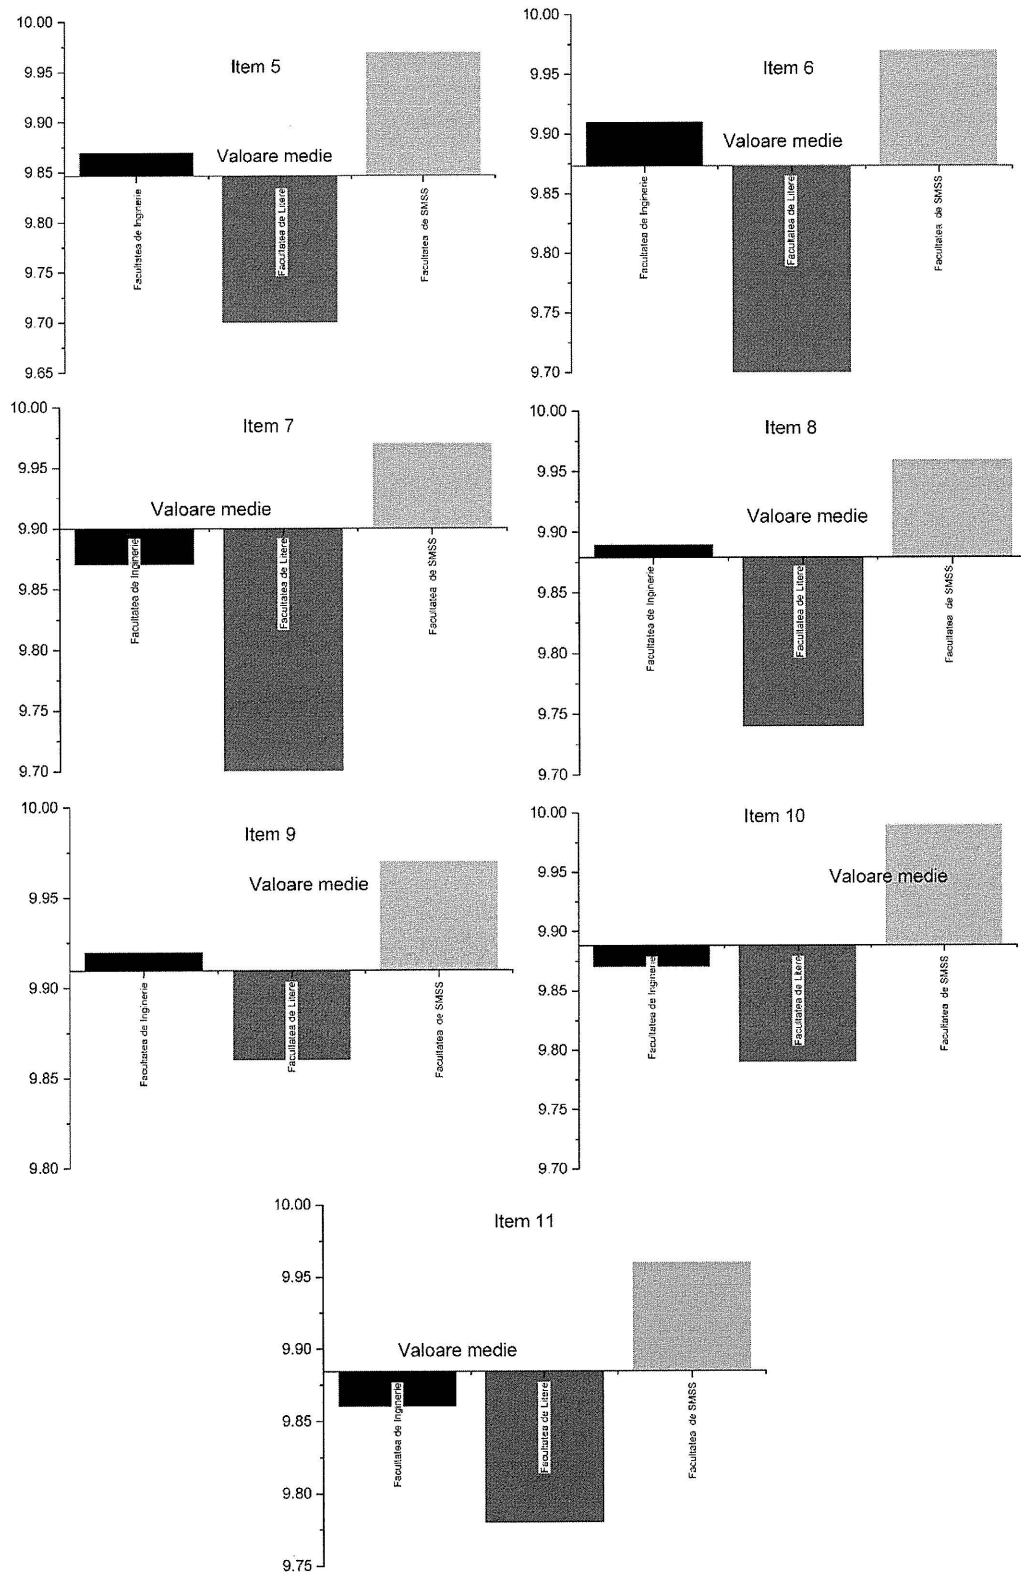 Item 5
10.00
9.95
9.90
9.85
9.80
9.75
9.70
9.65
Valoare medie
Facultatea de Inginerie
Facultatea de Litere
Facultatea de SMSS
Item 6
10.00
9.95
9.90
9.85
9.80
9.75
9.70
Valoare medie
Facultatea de Inginerie
Facultatea de Litere
Facultatea de SMSS
Item 7
10.00
9.95
9.90
9.85
9.80
9.75
9.70
Valoare medie
Facultatea de Inginerie
Facultatea de Litere
Facultatea de SMSS
Item 8
10.00
9.95
9.90
9.85
9.80
9.75
9.70
Valoare medie
Facultatea de Inginerie
Facultatea de Litere
Facultatea de SMSS
Item 9
10.00
9.95
9.90
9.85
9.80
Valoare medie
Facultatea de Inginerie
Facultatea de Litere
Facultatea de SMSS
Item 10
10.00
9.95
9.90
9.85
9.80
9.75
9.70
Valoare medie
Facultatea de Inginerie
Facultatea de Litere
Facultatea de SMSS
Item 11
10.00
9.95
9.90
9.85
9.80
9.75
Valoare medie
Facultatea de Inginerie
Facultatea de Litere
Facultatea de SMSS